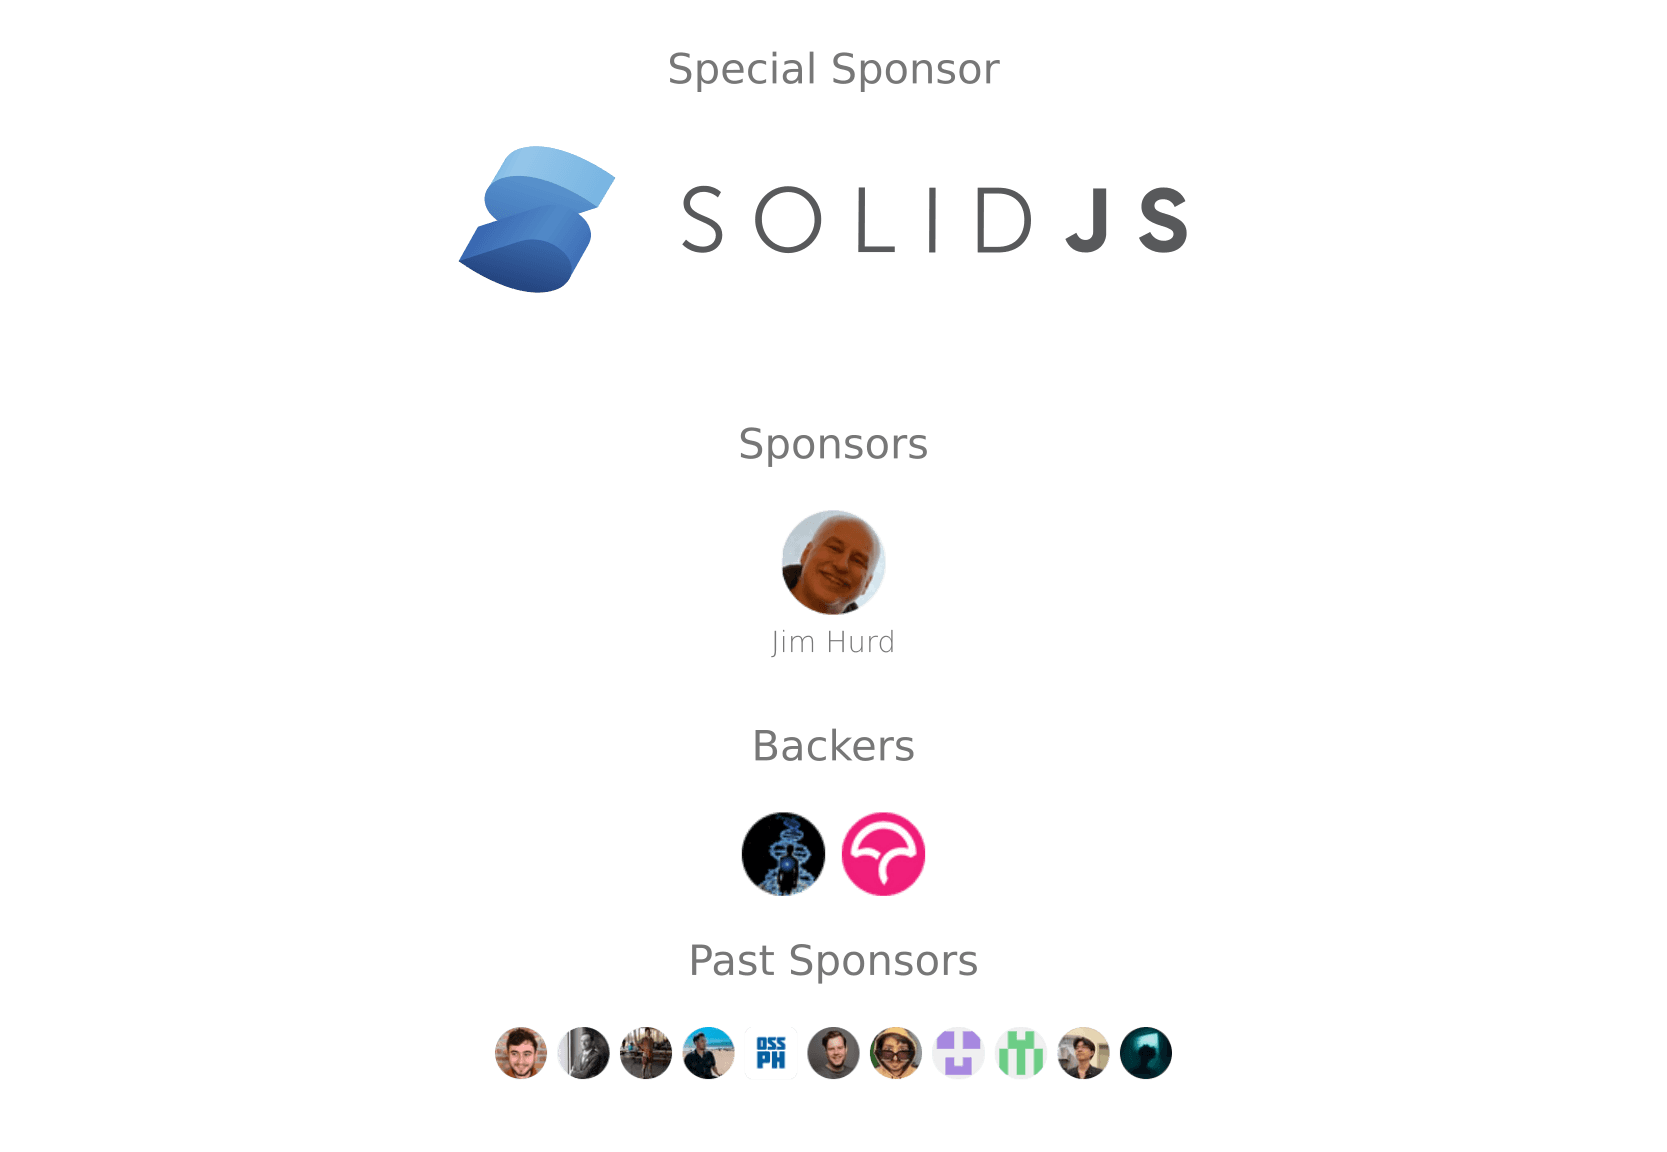 Special Sponsor
SOLIDJS
Sponsors
Jim Hurd
Backers
Past Sponsors
OSS
PH